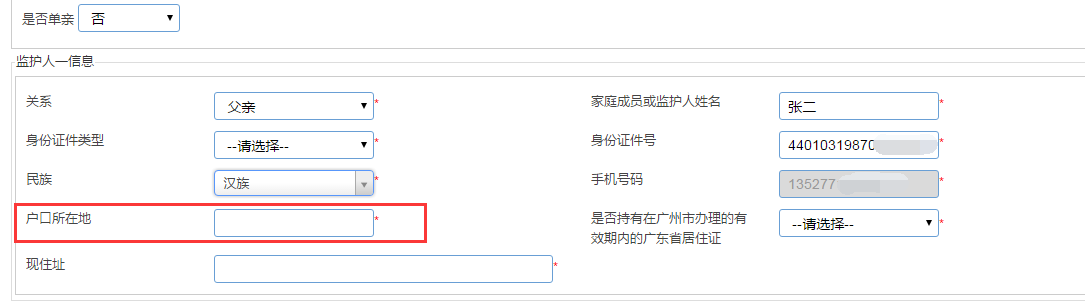 是否单亲 否
监护人一信息
关系 父亲 * 家庭成员或监护人姓名 张二 *
身份证件类型 --请选择-- * 身份证件号 44010319870 *
民族 汉族 * 手机号码 135277 *
户口所在地 * 是否持有在广州市办理的有
效期内的广东省居住证 --请选择-- *
现住址 *